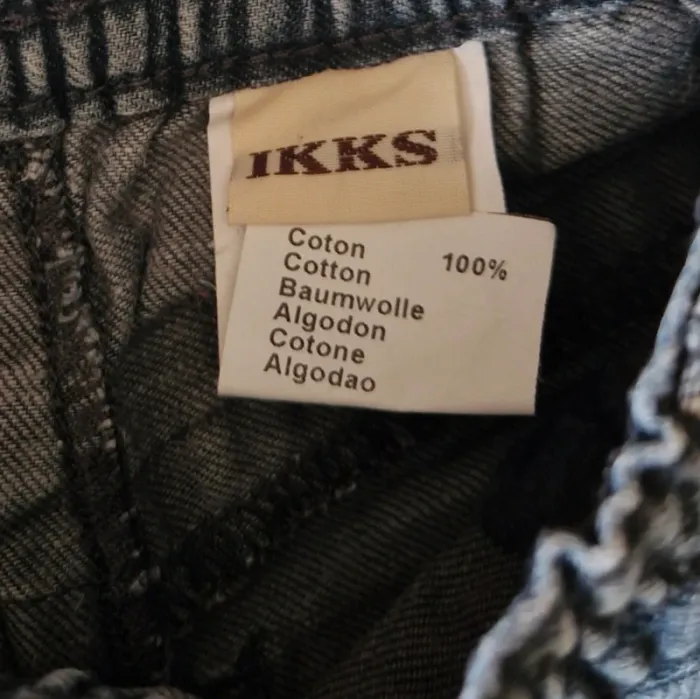 IKKS
Coton
Cotton 100%
Baumwolle
Algodon
Cotone
Algodao